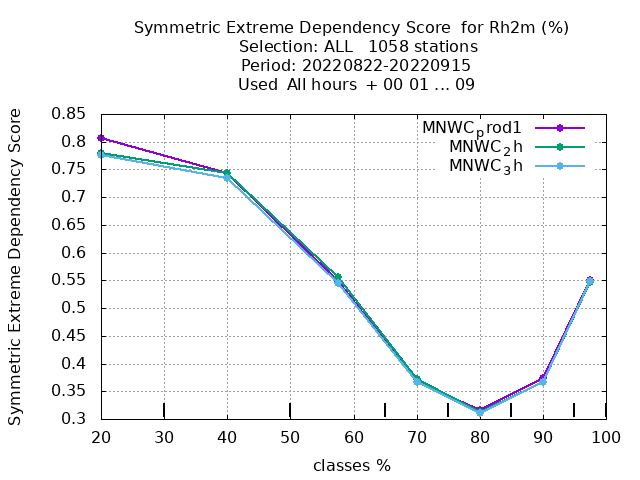 Symmetric Extreme Dependency Score for Rh2m (%)
Selection: ALL 1058 stations
Period: 20220822-20220915
Used All hours + 00 01 ... 09
Symmetric Extreme Dependency Score
0.85
0.8
0.75
0.7
0.65
0.6
0.55
0.5
0.45
0.4
0.35
0.3
MNWCprod1
MNWC2h
MNWC3h
20 30 40 50 60 70 80 90 100
classes %